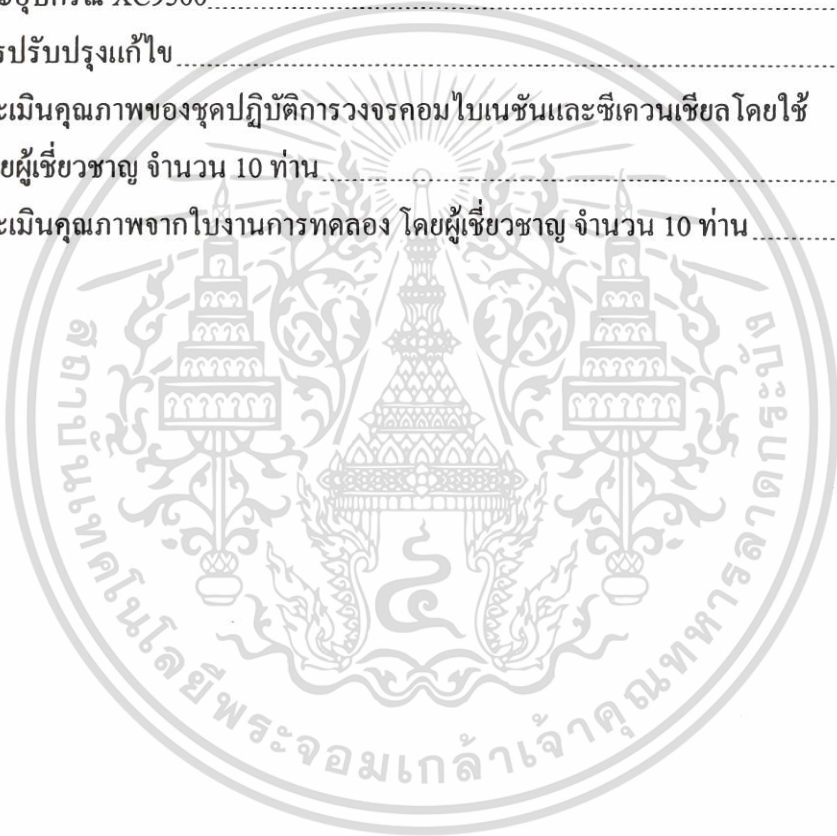 อุปกรณ์ XC9500
รปรับปรุงแก้ไข
ะเมินคุณภาพของชุดปฏิบัติการวงจรคอมไบเนชันและซีเควนเชียลโดยใช้
ยผู้เชี่ยวชาญ จำนวน 10 ท่าน
ะเมินคุณภาพจากใบงานการทดลอง โดยผู้เชี่ยวชาญ จำนวน 10 ท่าน
สถาบันเทคโนโลยีพระจอมเกล้าเจ้าคุณทหารลาดกระบัง